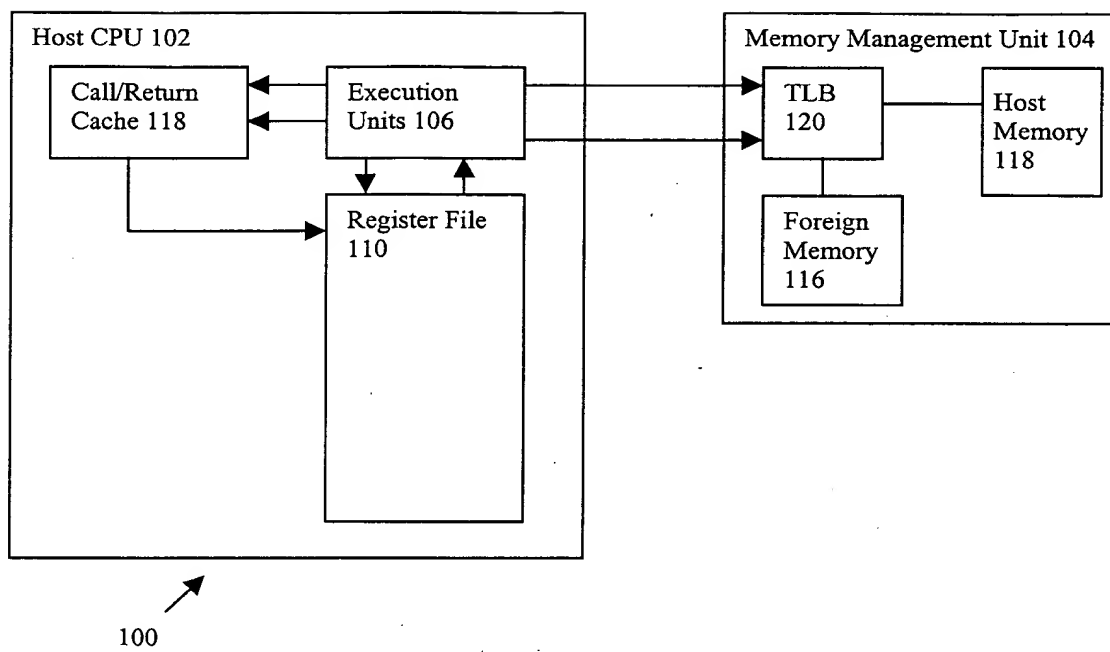 Host CPU 102
Call/Return
Cache 118
Execution
Units 106
Register File
110
Memory Management Unit 104
TLB
120
Host
Memory
118
Foreign
Memory
116
100